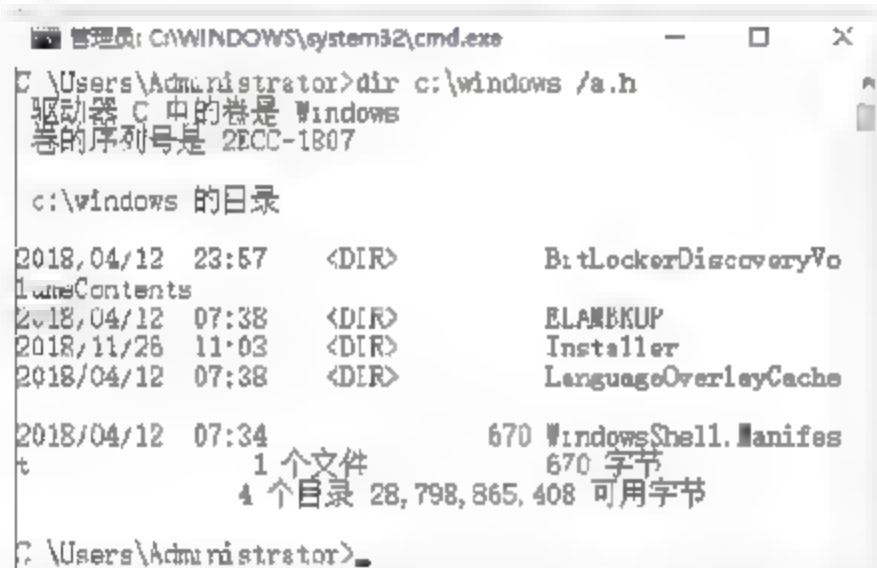 管理员: C:\WINDOWS\system32\cmd.exe
C:\Users\Administrator>dir c:\windows /a:h
驱动器 C 中的卷是 Windows
卷的序列号是 2ECC-1807
c:\windows 的目录
2018/04/12 23:57 <DIR> BitLockerDiscoveryVo
lumeContents
2018/04/12 07:38 <DIR> ELAMBKUP
2018/11/26 11:03 <DIR> Installer
2018/04/12 07:38 <DIR> LanguageOverlayCache
2018/04/12 07:34 670 WindowsShell.Manifes
t
1 个文件 670 字节
4 个目录 28,798,865,408 可用字节
C:\Users\Administrator>